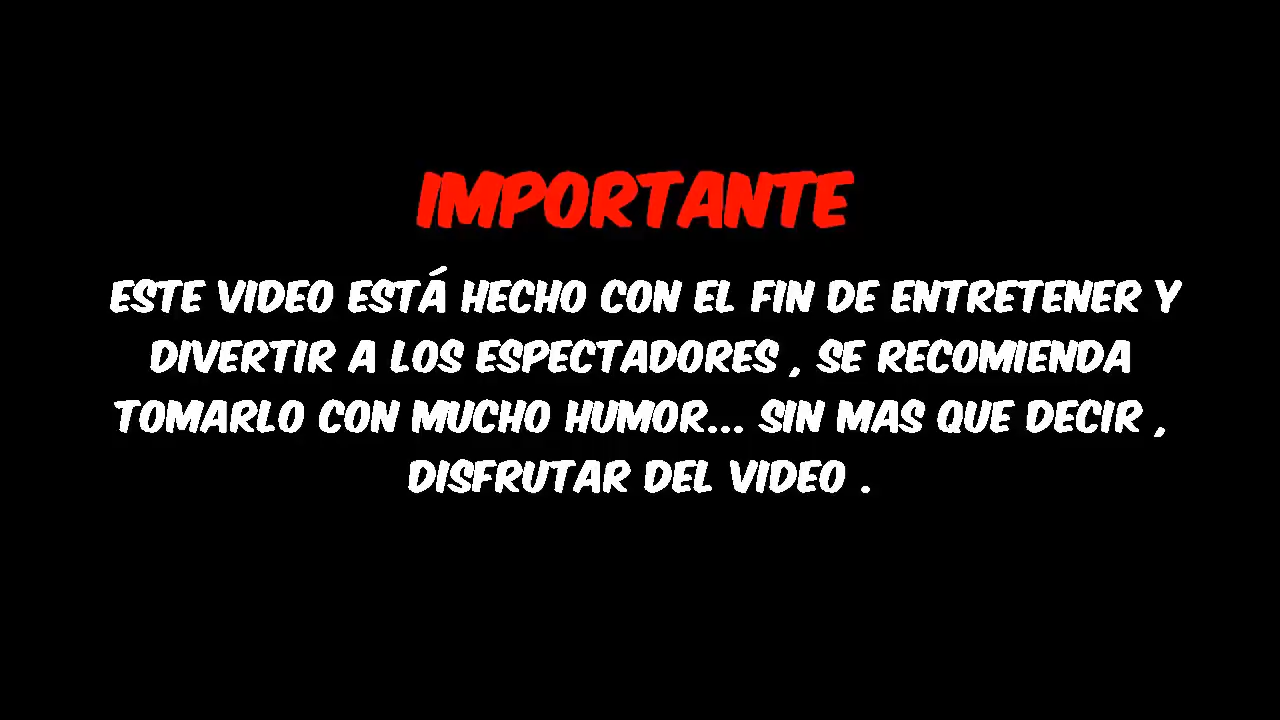 IMPORTANTE
ESTE VIDEO ESTÁ HECHO CON EL FIN DE ENTRETENER Y
DIVERTIR A LOS ESPECTADORES , SE RECOMIENDA
TOMARLO CON MUCHO HUMOR... SIN MAS QUE DECIR ,
DISFRUTAR DEL VIDEO .